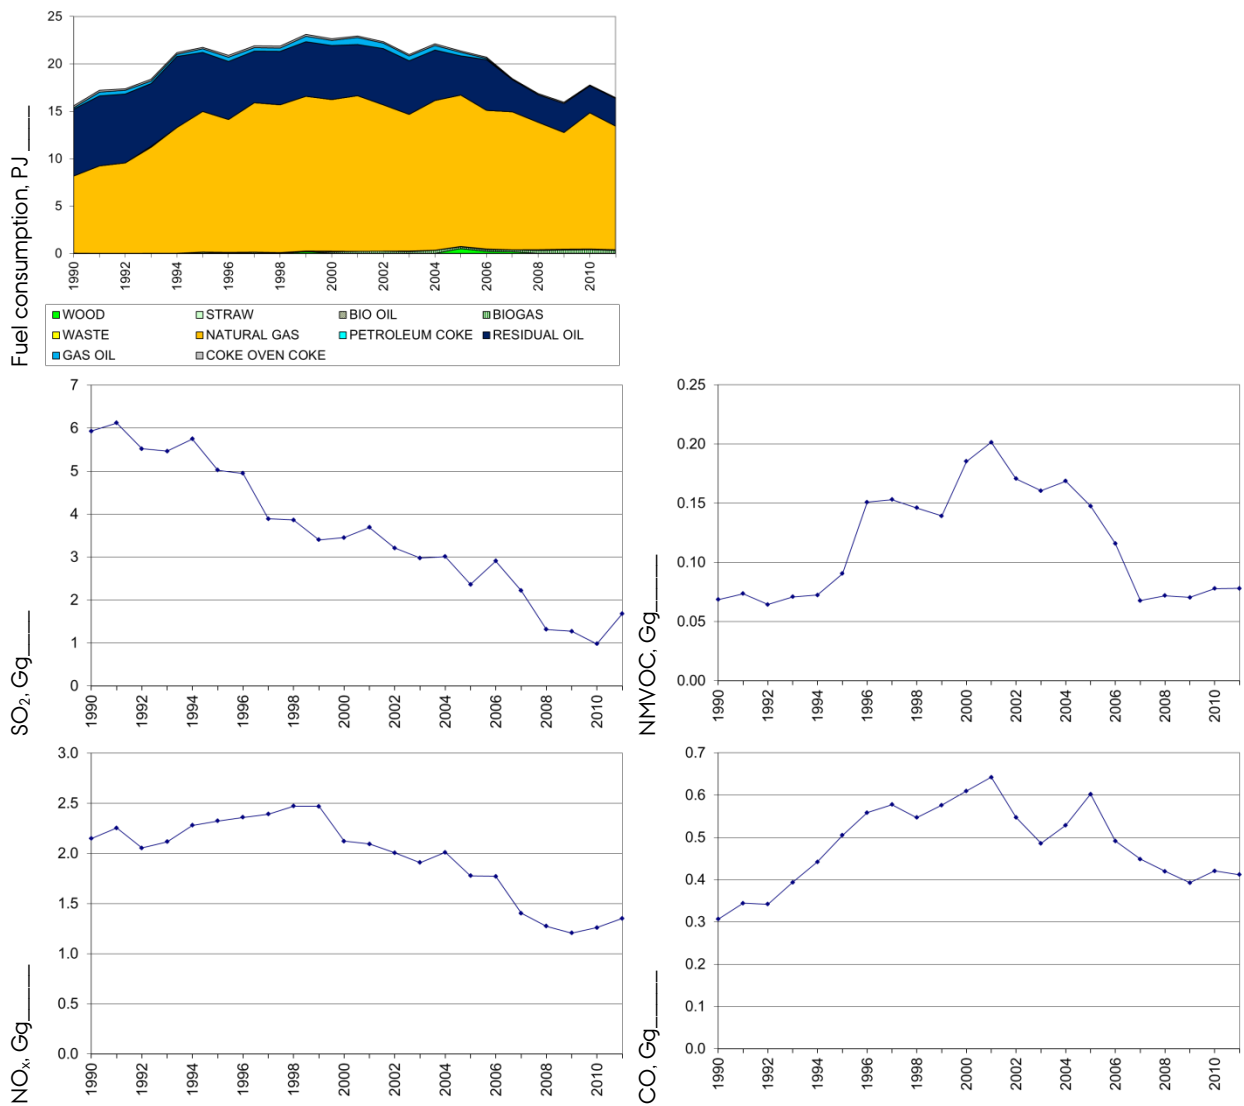 Fuel consumption, PJ ____
25
20
15
10
5
0
1990 1992 1994 1996 1998 2000 2002 2004 2006 2008 2010
WOOD STRAW BIO OIL BIOGAS
WASTE NATURAL GAS PETROLEUM COKE RESIDUAL OIL
GAS OIL COKE OVEN COKE
SO2, Gg____
7
6
5
4
3
2
1
0
1990 1992 1994 1996 1998 2000 2002 2004 2006 2008 2010
NMVOC, Gg_____
0.25
0.20
0.15
0.10
0.05
0.00
1990 1992 1994 1996 1998 2000 2002 2004 2006 2008 2010
NOx, Gg_____
3.0
2.5
2.0
1.5
1.0
0.5
0.0
1990 1992 1994 1996 1998 2000 2002 2004 2006 2008 2010
CO, Gg_____
0.7
0.6
0.5
0.4
0.3
0.2
0.1
0.0
1990 1992 1994 1996 1998 2000 2002 2004 2006 2008 2010